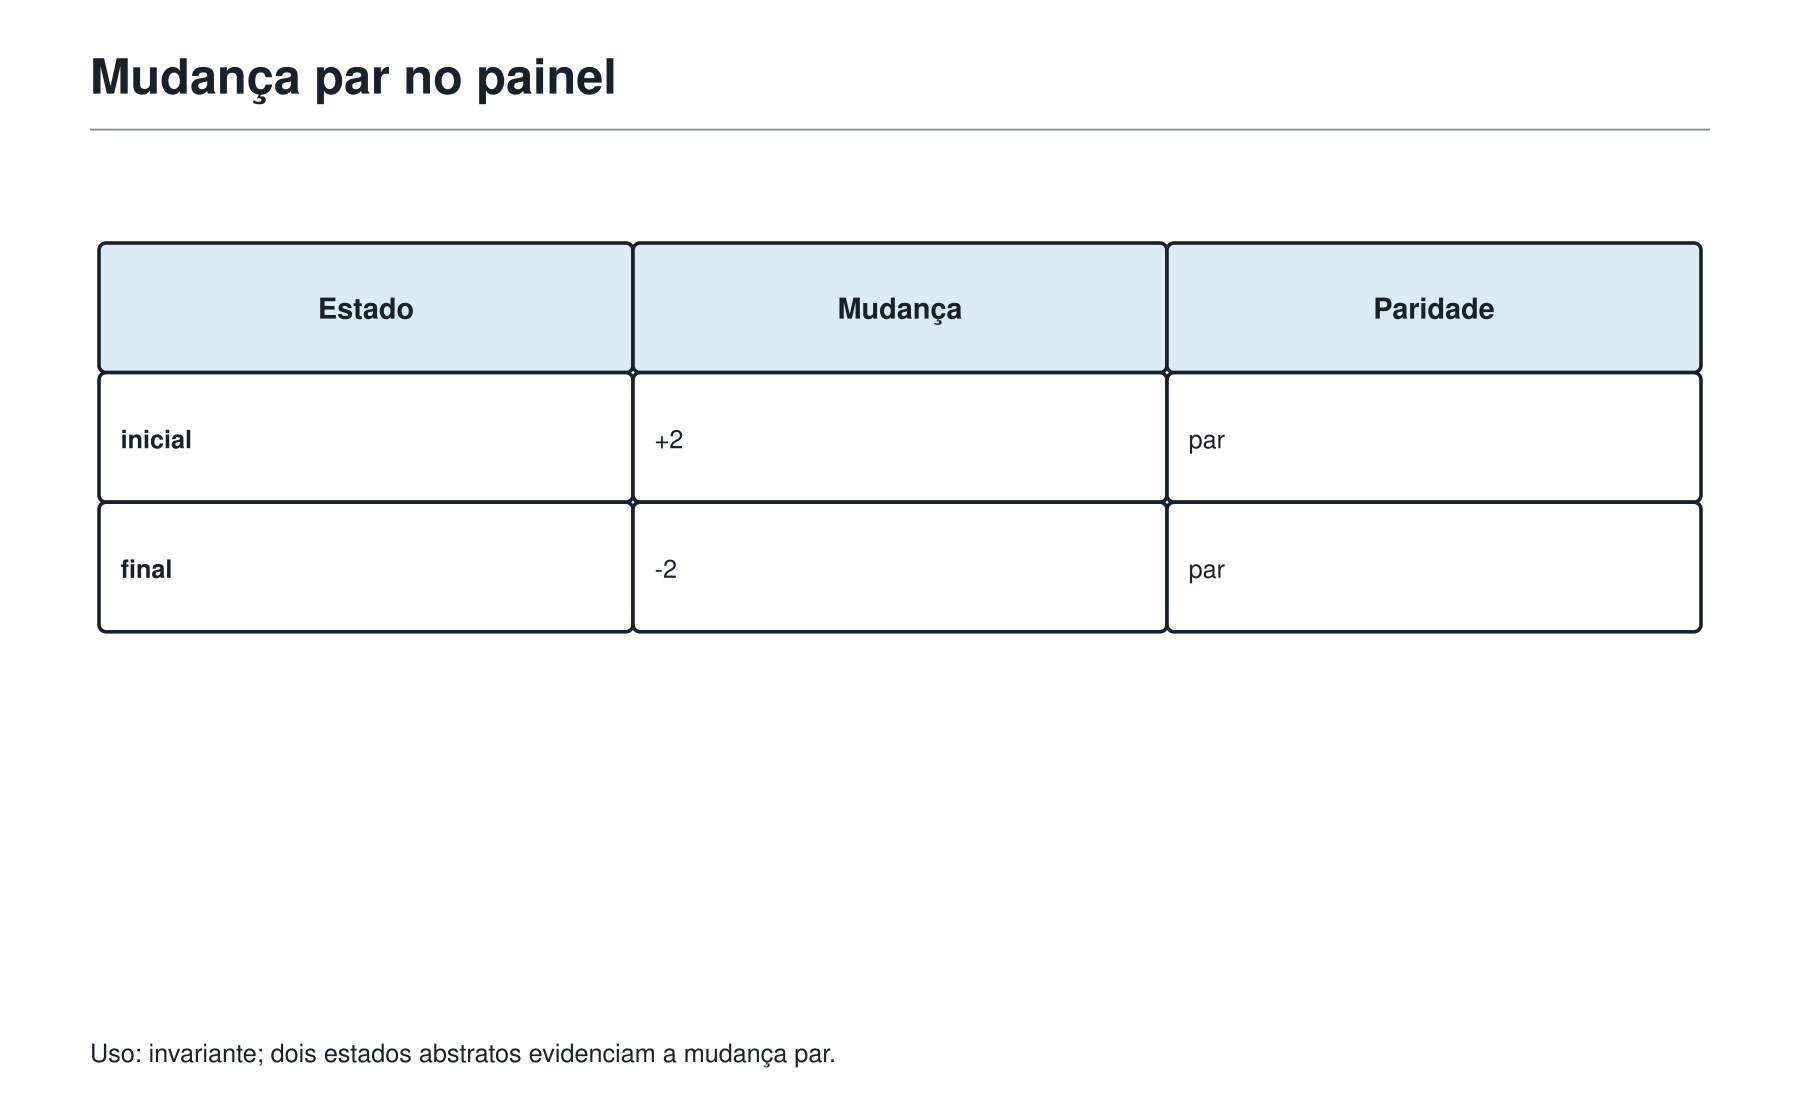 Mudança par no painel
Estado Mudança Paridade
inicial +2 par
final -2 par
Uso: invariante; dois estados abstratos evidenciam a mudança par.